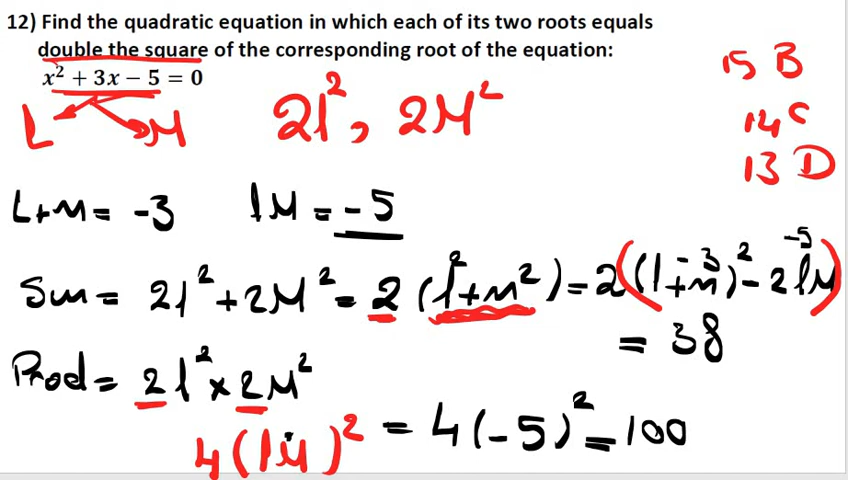 12) Find the quadratic equation in which each of its two roots equals
double the square of the corresponding root of the equation:
x² + 3x − 5 = 0
15 B
14 C
13 D
L M
2l², 2M²
L+M = -3 lM = -5
Sum = 2l² + 2M² = 2(l²+m²) = 2((l+m)² - 2lM)
-3 -5
= 38
Prod = 2l² × 2M²
4(lM)² = 4(-5)² = 100